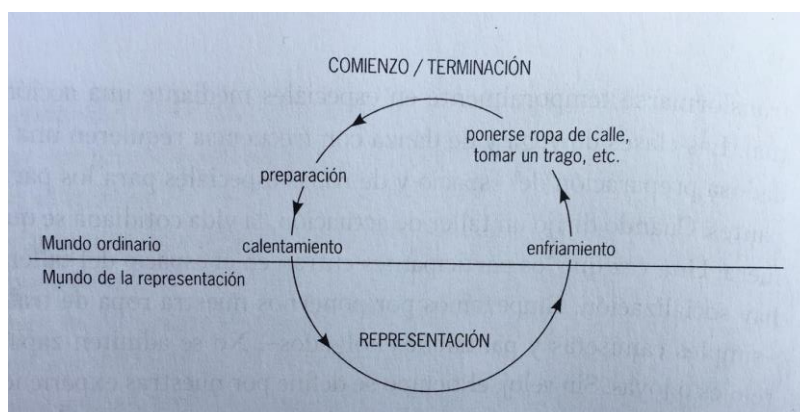 COMIENZO / TERMINACIÓN
ponerse ropa de calle,
tomar un trago, etc.
preparación
Mundo ordinario
calentamiento
enfriamiento
Mundo de la representación
REPRESENTACIÓN